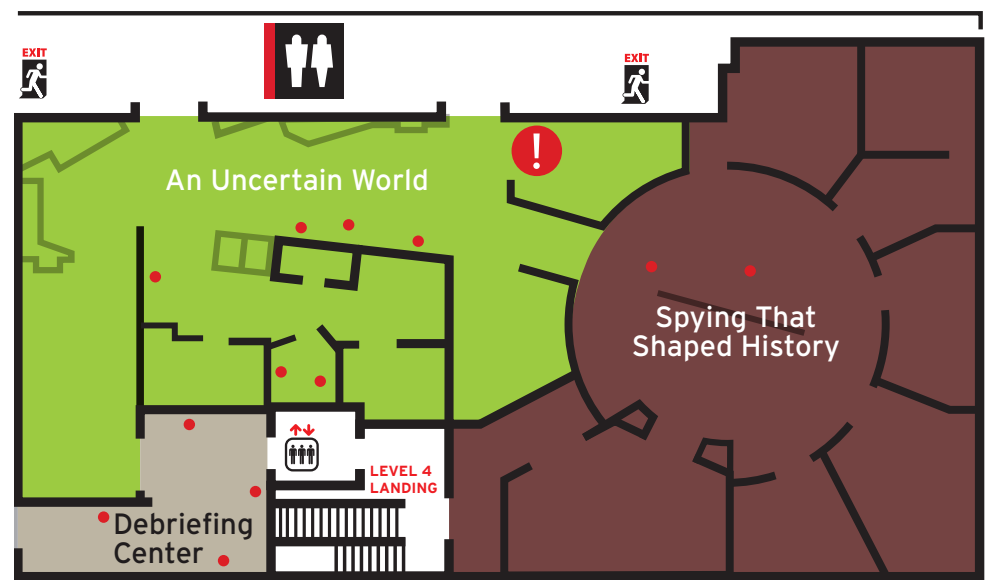 EXIT
EXIT
!
An Uncertain World
Spying That
Shaped History
LEVEL 4
LANDING
Debriefing
Center